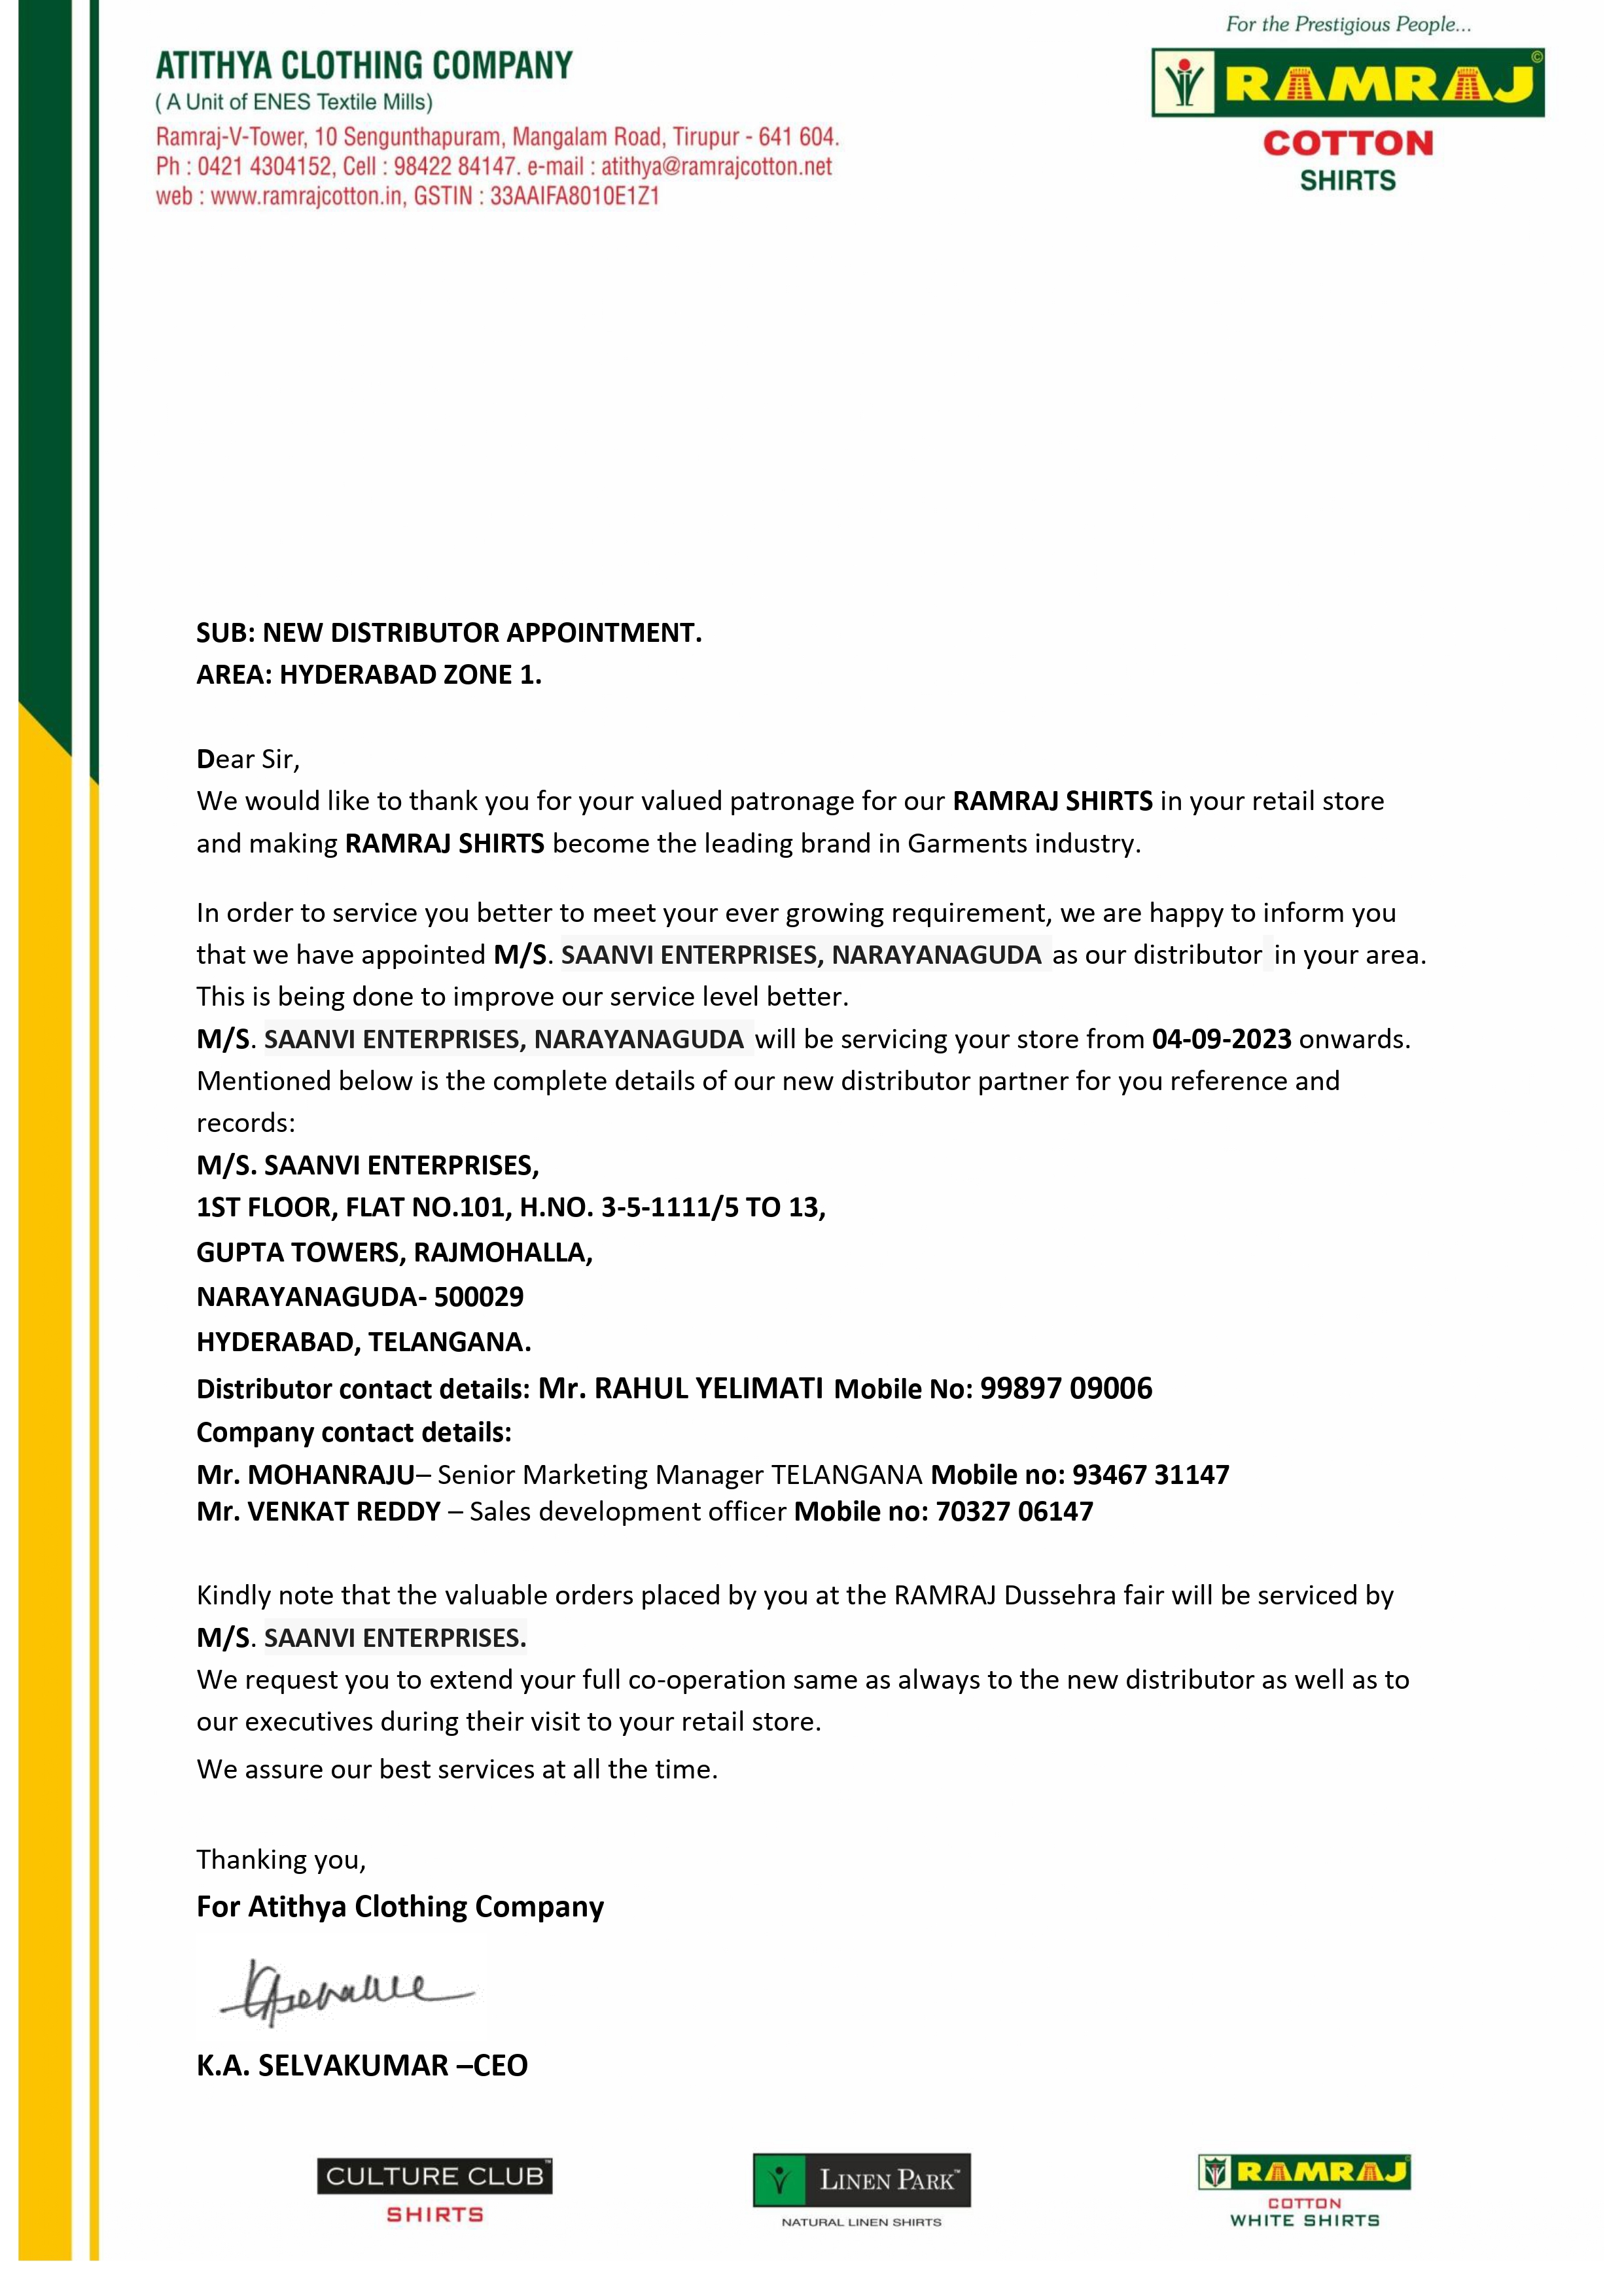 For the Prestigious People...
ATITHYA CLOTHING COMPANY
( A Unit of ENES Textile Mills)
Ramraj-V-Tower, 10 Sengunthapuram, Mangalam Road, Tirupur - 641 604.
Ph : 0421 4304152, Cell : 98422 84147. e-mail : atithya@ramrajcotton.net
web : www.ramrajcotton.in, GSTIN : 33AAIFA8010E1Z1
RAMRAJ ©
COTTON
SHIRTS
SUB: NEW DISTRIBUTOR APPOINTMENT.
AREA: HYDERABAD ZONE 1.
Dear Sir,
We would like to thank you for your valued patronage for our RAMRAJ SHIRTS in your retail store
and making RAMRAJ SHIRTS become the leading brand in Garments industry.
In order to service you better to meet your ever growing requirement, we are happy to inform you
that we have appointed M/S. SAANVI ENTERPRISES, NARAYANAGUDA as our distributor in your area.
This is being done to improve our service level better.
M/S. SAANVI ENTERPRISES, NARAYANAGUDA will be servicing your store from 04-09-2023 onwards.
Mentioned below is the complete details of our new distributor partner for you reference and
records:
M/S. SAANVI ENTERPRISES,
1ST FLOOR, FLAT NO.101, H.NO. 3-5-1111/5 TO 13,
GUPTA TOWERS, RAJMOHALLA,
NARAYANAGUDA- 500029
HYDERABAD, TELANGANA.
Distributor contact details: Mr. RAHUL YELIMATI Mobile No: 99897 09006
Company contact details:
Mr. MOHANRAJU– Senior Marketing Manager TELANGANA Mobile no: 93467 31147
Mr. VENKAT REDDY – Sales development officer Mobile no: 70327 06147
Kindly note that the valuable orders placed by you at the RAMRAJ Dussehra fair will be serviced by
M/S. SAANVI ENTERPRISES.
We request you to extend your full co-operation same as always to the new distributor as well as to
our executives during their visit to your retail store.
We assure our best services at all the time.
Thanking you,
For Atithya Clothing Company
K.A. SELVAKUMAR –CEO
CULTURE CLUB™
SHIRTS
LINEN PARK™
NATURAL LINEN SHIRTS
RAMRAJ
COTTON
WHITE SHIRTS